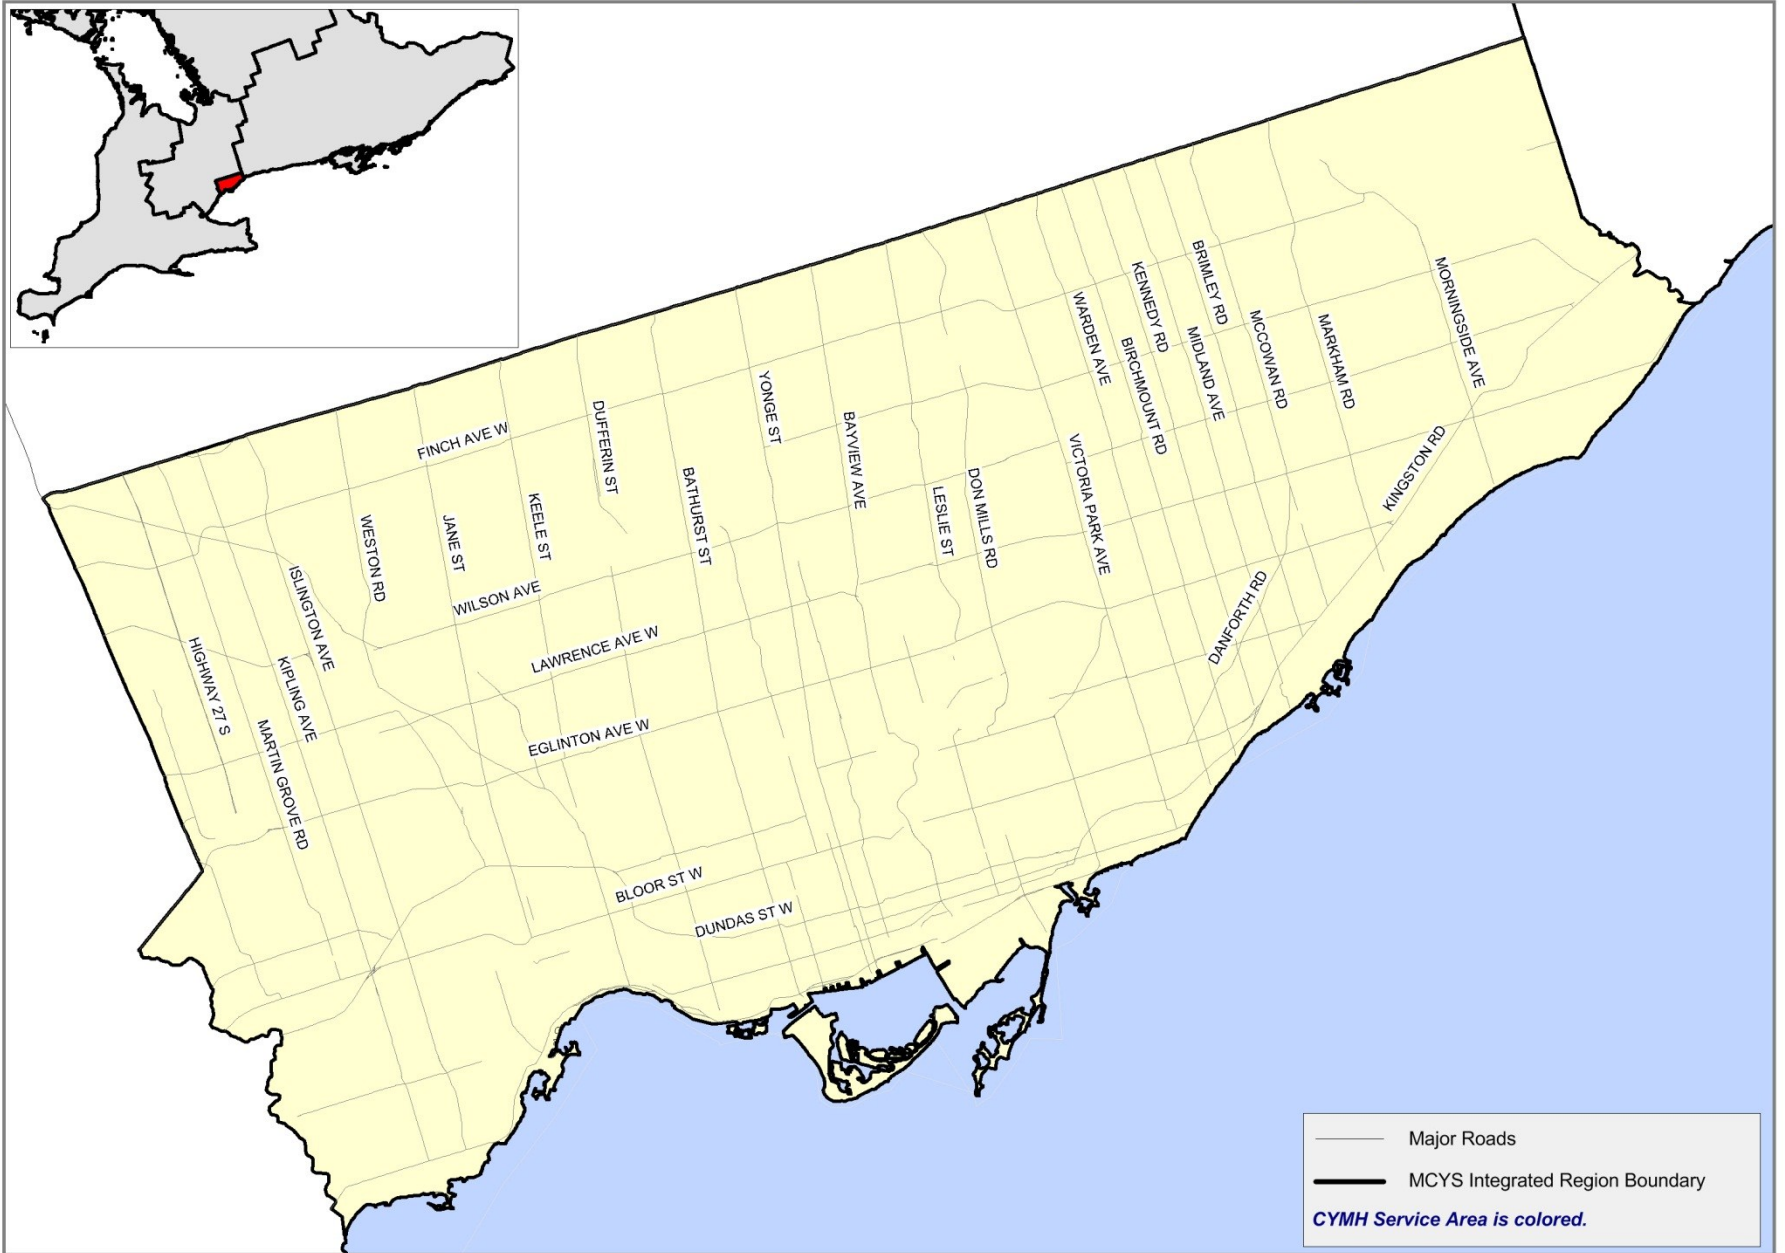 BRIMLEY RD
KENNEDY RD
MORNINGSIDE AVE
WARDEN AVE
MCCOWAN RD
MARKHAM RD
MIDLAND AVE
BIRCHMOUNT RD
YONGE ST
DUFFERIN ST
BAYVIEW AVE
FINCH AVE W
VICTORIA PARK AVE
KINGSTON RD
BATHURST ST
DON MILLS RD
LESLIE ST
KEELE ST
JANE ST
WESTON RD
ISLINGTON AVE
WILSON AVE
DANFORTH RD
LAWRENCE AVE W
HIGHWAY 27 S
KIPLING AVE
MARTIN GROVE RD
EGLINTON AVE W
BLOOR ST W
DUNDAS ST W
Major Roads
MCYS Integrated Region Boundary
CYMH Service Area is colored.